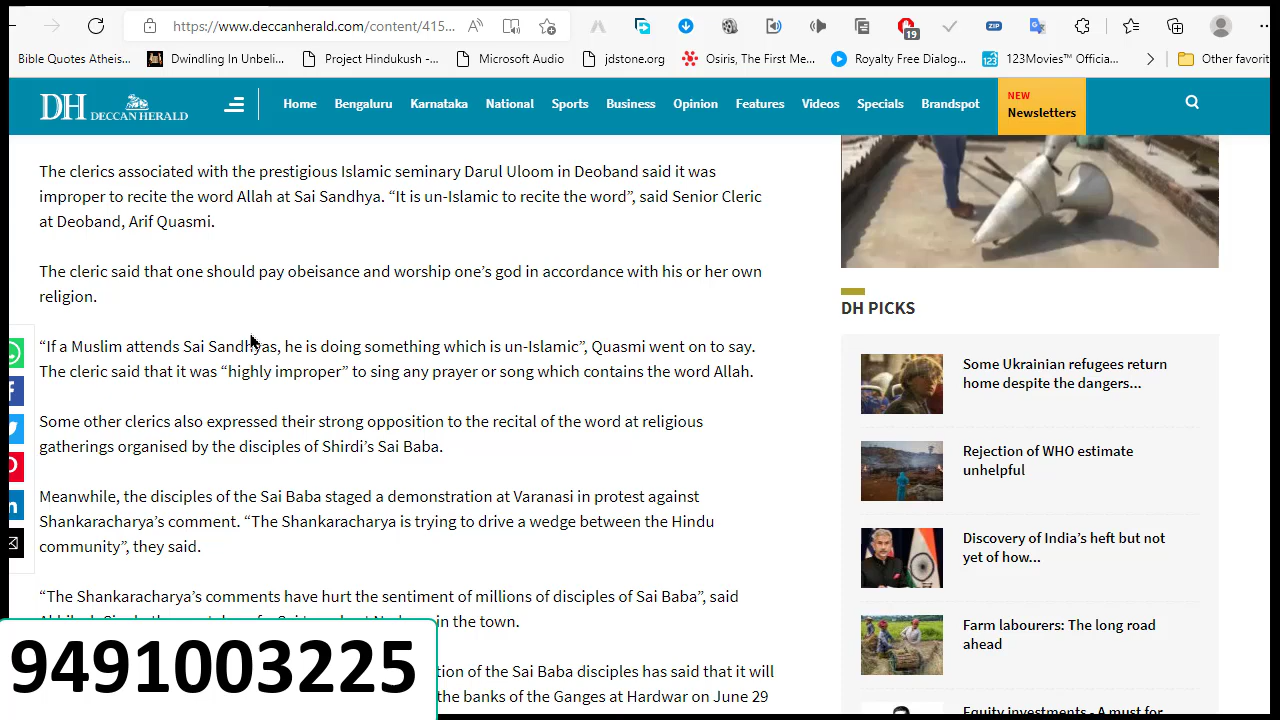 https://www.deccanherald.com/content/415...
19
ZIP
Bible Quotes Atheis...
Dwindling In Unbeli...
Project Hindukush -...
Microsoft Audio
jdstone.org
Osiris, The First Me...
Royalty Free Dialog...
123
123Movies™ Officia...
Other favorit
DH DECCAN HERALD
Home
Bengaluru
Karnataka
National
Sports
Business
Opinion
Features
Videos
Specials
Brandspot
NEW
Newsletters
The clerics associated with the prestigious Islamic seminary Darul Uloom in Deoband said it was
improper to recite the word Allah at Sai Sandhya. “It is un-Islamic to recite the word”, said Senior Cleric
at Deoband, Arif Quasmi.
The cleric said that one should pay obeisance and worship one’s god in accordance with his or her own
religion.
“If a Muslim attends Sai Sandhyas, he is doing something which is un-Islamic”, Quasmi went on to say.
The cleric said that it was “highly improper” to sing any prayer or song which contains the word Allah.
Some other clerics also expressed their strong opposition to the recital of the word at religious
gatherings organised by the disciples of Shirdi’s Sai Baba.
Meanwhile, the disciples of the Sai Baba staged a demonstration at Varanasi in protest against
Shankaracharya’s comment. “The Shankaracharya is trying to drive a wedge between the Hindu
community”, they said.
“The Shankaracharya’s comments have hurt the sentiment of millions of disciples of Sai Baba”, said
in the town.
tion of the Sai Baba disciples has said that it will
the banks of the Ganges at Hardwar on June 29
9491003225
DH PICKS
Some Ukrainian refugees return
home despite the dangers...
Rejection of WHO estimate
unhelpful
Discovery of India’s heft but not
yet of how...
Farm labourers: The long road
ahead
Equity investments - A must for